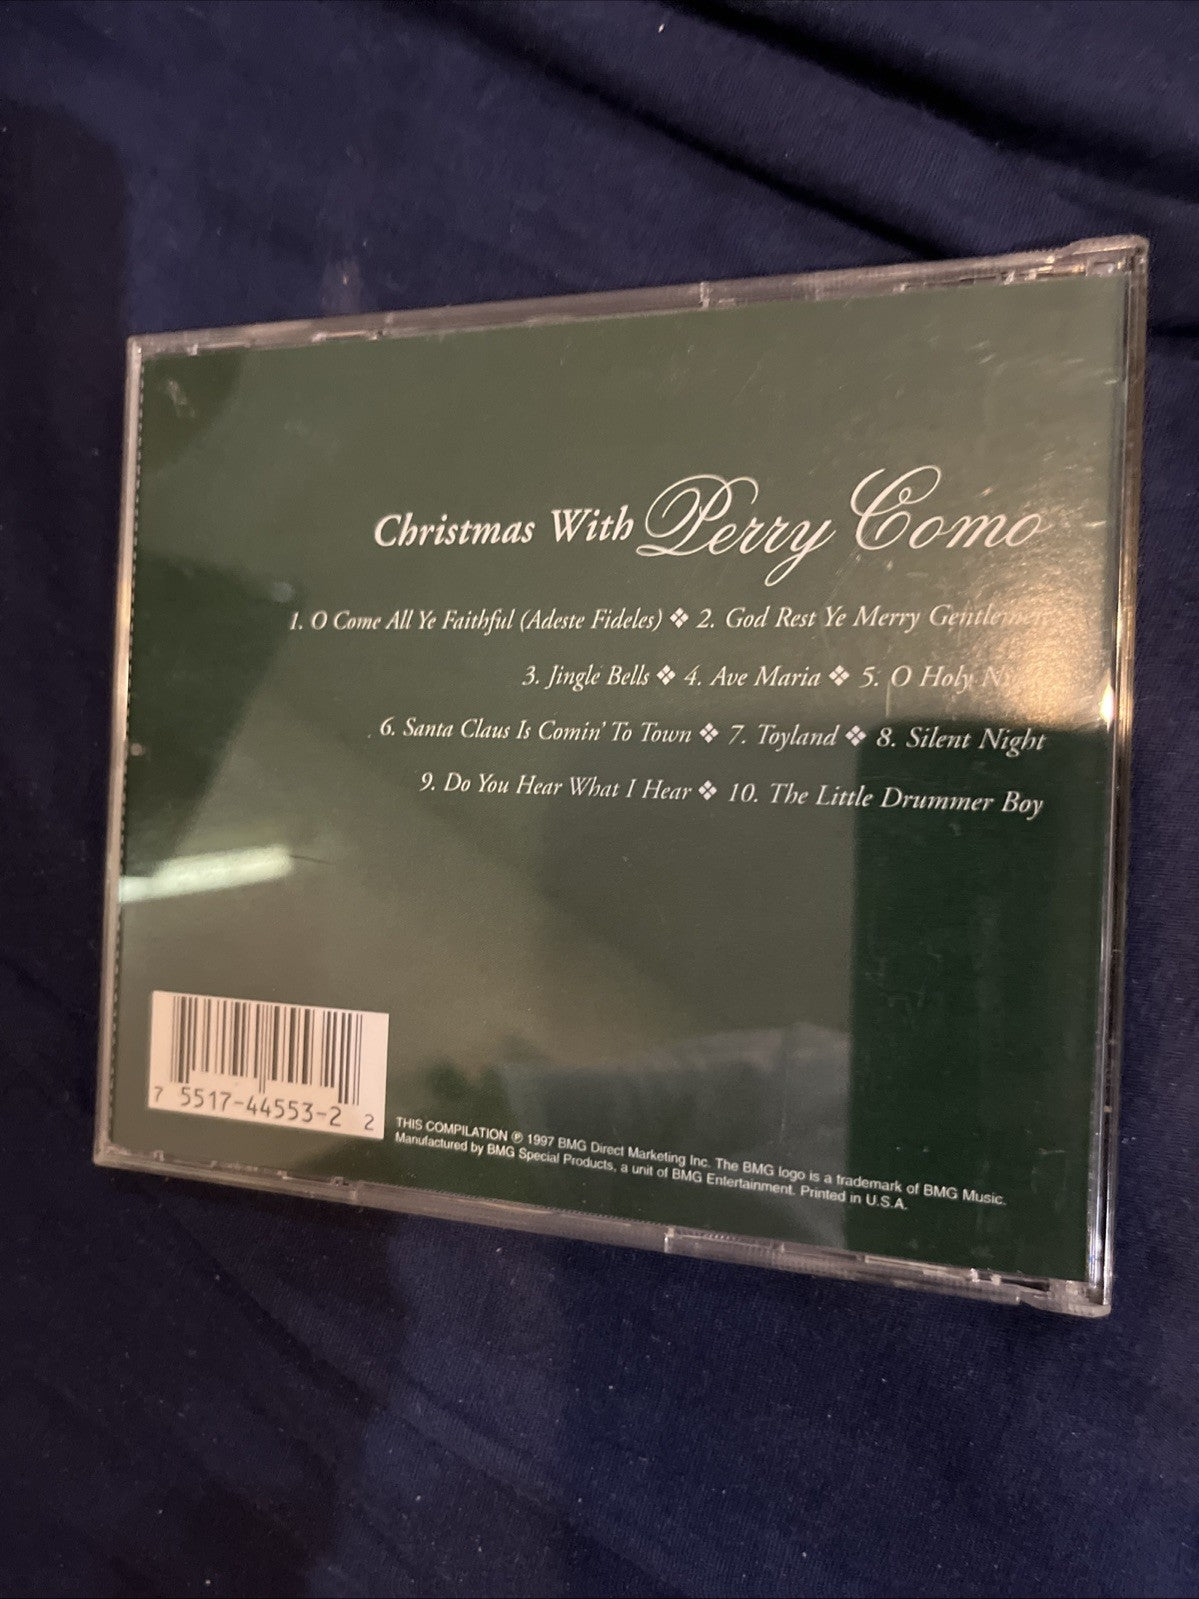 Christmas With Perry Como
1. O Come All Ye Faithful (Adeste Fideles) ❖ 2. God Rest Ye Merry Gentlemen
3. Jingle Bells ❖ 4. Ave Maria ❖ 5. O Holy
6. Santa Claus Is Comin' To Town ❖ 7. Toyland ❖ 8. Silent Night
9. Do You Hear What I Hear ❖ 10. The Little Drummer Boy
7 5517-44553-2 2
THIS COMPILATION ℗ 1997 BMG Direct Marketing Inc. The BMG logo is a trademark of BMG Music.
Manufactured by BMG Special Products, a unit of BMG Entertainment. Printed in U.S.A.